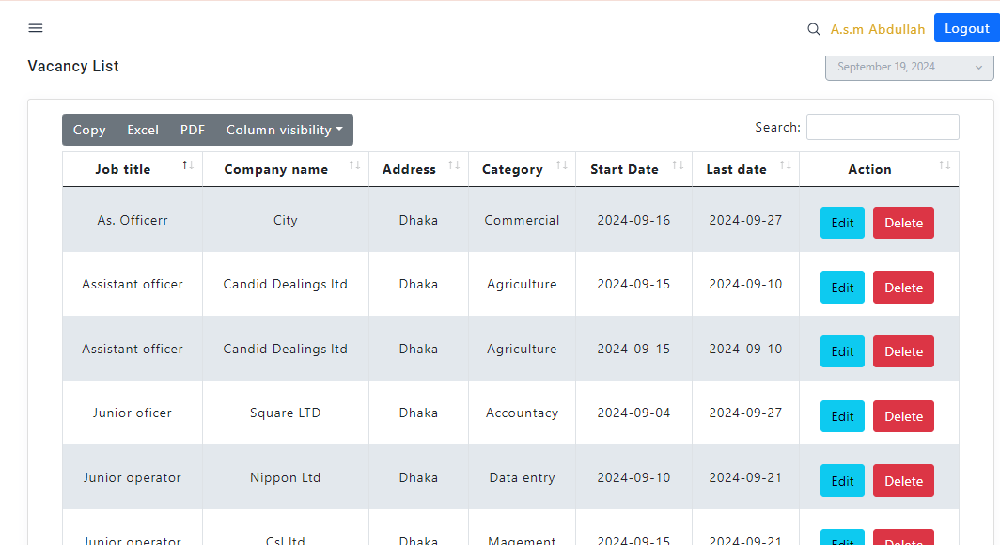 A.s.m Abdullah Logout
Vacancy List September 19, 2024
Copy Excel PDF Column visibility Search:
Job title Company name Address Category Start Date Last date Action
As. Officerr City Dhaka Commercial 2024-09-16 2024-09-27 Edit Delete
Assistant officer Candid Dealings ltd Dhaka Agriculture 2024-09-15 2024-09-10 Edit Delete
Assistant officer Candid Dealings ltd Dhaka Agriculture 2024-09-15 2024-09-10 Edit Delete
Junior oficer Square LTD Dhaka Accountacy 2024-09-04 2024-09-27 Edit Delete
Junior operator Nippon Ltd Dhaka Data entry 2024-09-10 2024-09-21 Edit Delete
Junior operator Csl ltd Dhaka Magement 2024-09-15 2024-09-21 Edit Delete